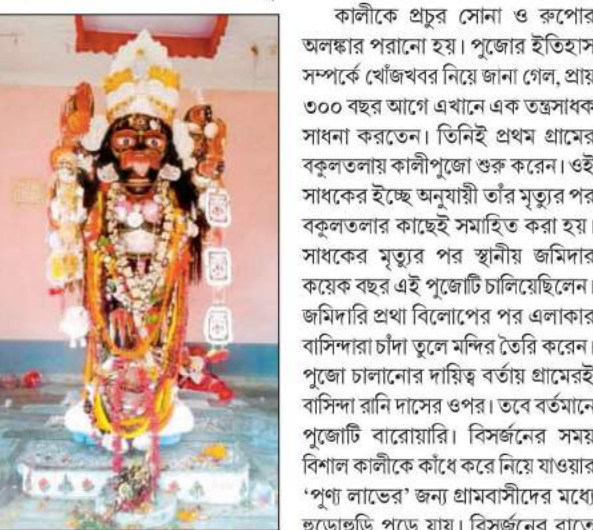 কালীকে প্রচুর সোনা ও রুপোর
অলঙ্কার পরানো হয়। পুজোর ইতিহাস
সম্পর্কে খোঁজখবর নিয়ে জানা গেল, প্রায়
৩০০ বছর আগে এখানে এক তন্ত্রসাধক
সাধনা করতেন। তিনিই প্রথম গ্রামের
বকুলতলায় কালীপুজো শুরু করেন। ওই
সাধকের ইচ্ছে অনুযায়ী তাঁর মৃত্যুর পর
বকুলতলার কাছেই সমাহিত করা হয়।
সাধকের মৃত্যুর পর স্থানীয় জমিদার
কয়েক বছর এই পুজোটি চালিয়েছিলেন।
জমিদারি প্রথা বিলোপের পর এলাকার
বাসিন্দারা চাঁদা তুলে মন্দির তৈরি করেন।
পুজো চালানোর দায়িত্ব বর্তায় গ্রামেরই
বাসিন্দা রানি দাসের ওপর। তবে বর্তমানে
পুজোটি বারোয়ারি। বিসর্জনের সময়
বিশাল কালীকে কাঁধে করে নিয়ে যাওয়ার
‘পুণ্য লাভের’ জন্য গ্রামবাসীদের মধ্যে
হুড়োহুড়ি পড়ে যায়। বিসর্জনের রাতে